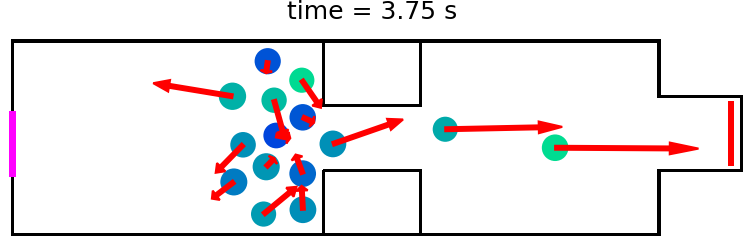 time = 3.75 s